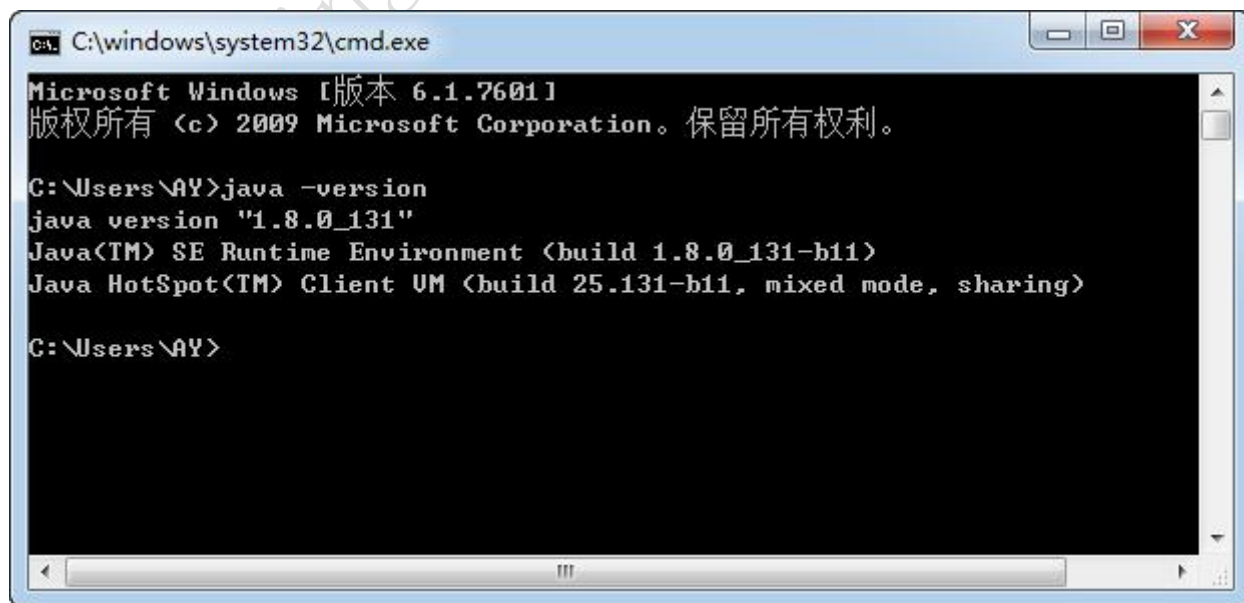 C:\windows\system32\cmd.exe
Microsoft Windows [版本 6.1.7601]
版权所有 (c) 2009 Microsoft Corporation。保留所有权利。
C:\Users\AY>java -version
java version "1.8.0_131"
Java(TM) SE Runtime Environment (build 1.8.0_131-b11)
Java HotSpot(TM) Client VM (build 25.131-b11, mixed mode, sharing)
C:\Users\AY>